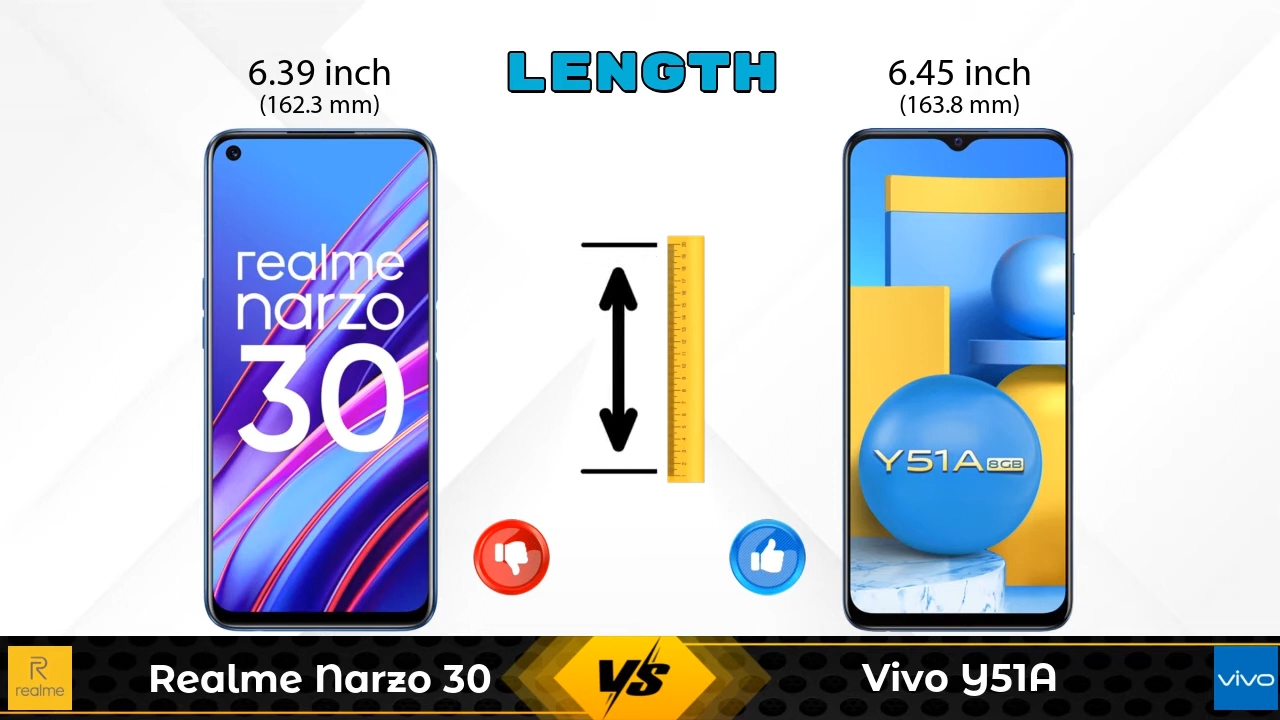 LENGTH
6.39 inch
(162.3 mm)
6.45 inch
(163.8 mm)
realme
narzo
30
Y51A 8GB
R
realme
Realme Narzo 30
VS
Vivo Y51A
vivo